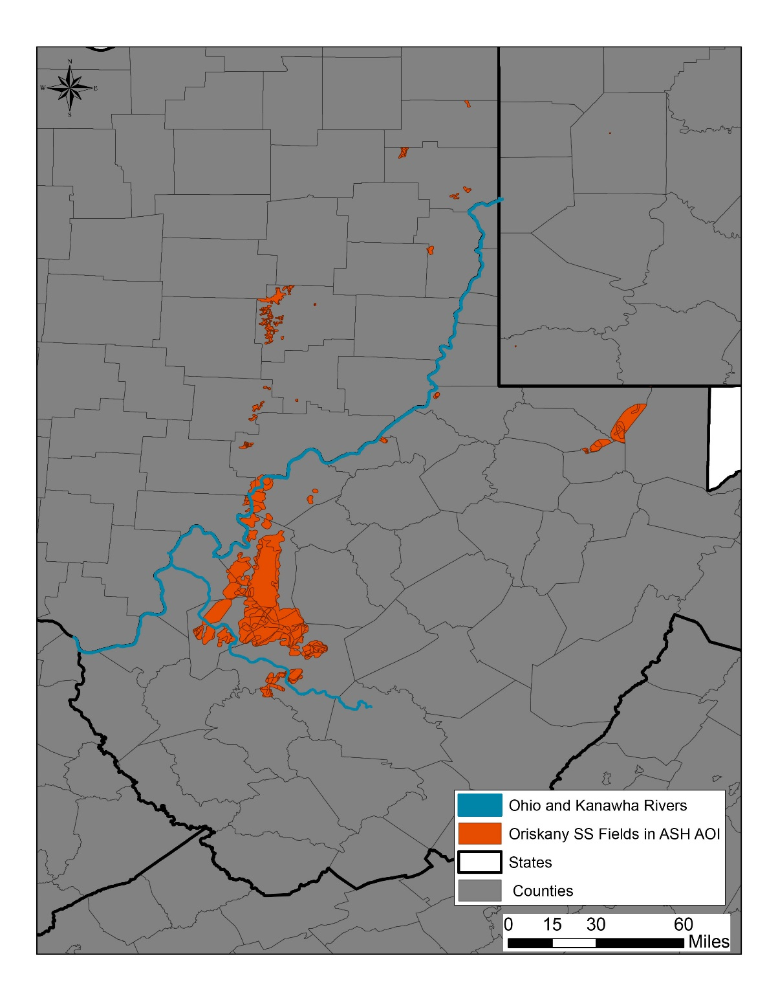 N
W E
S
Ohio and Kanawha Rivers
Oriskany SS Fields in ASH AOI
States
Counties
0 15 30 60
Miles